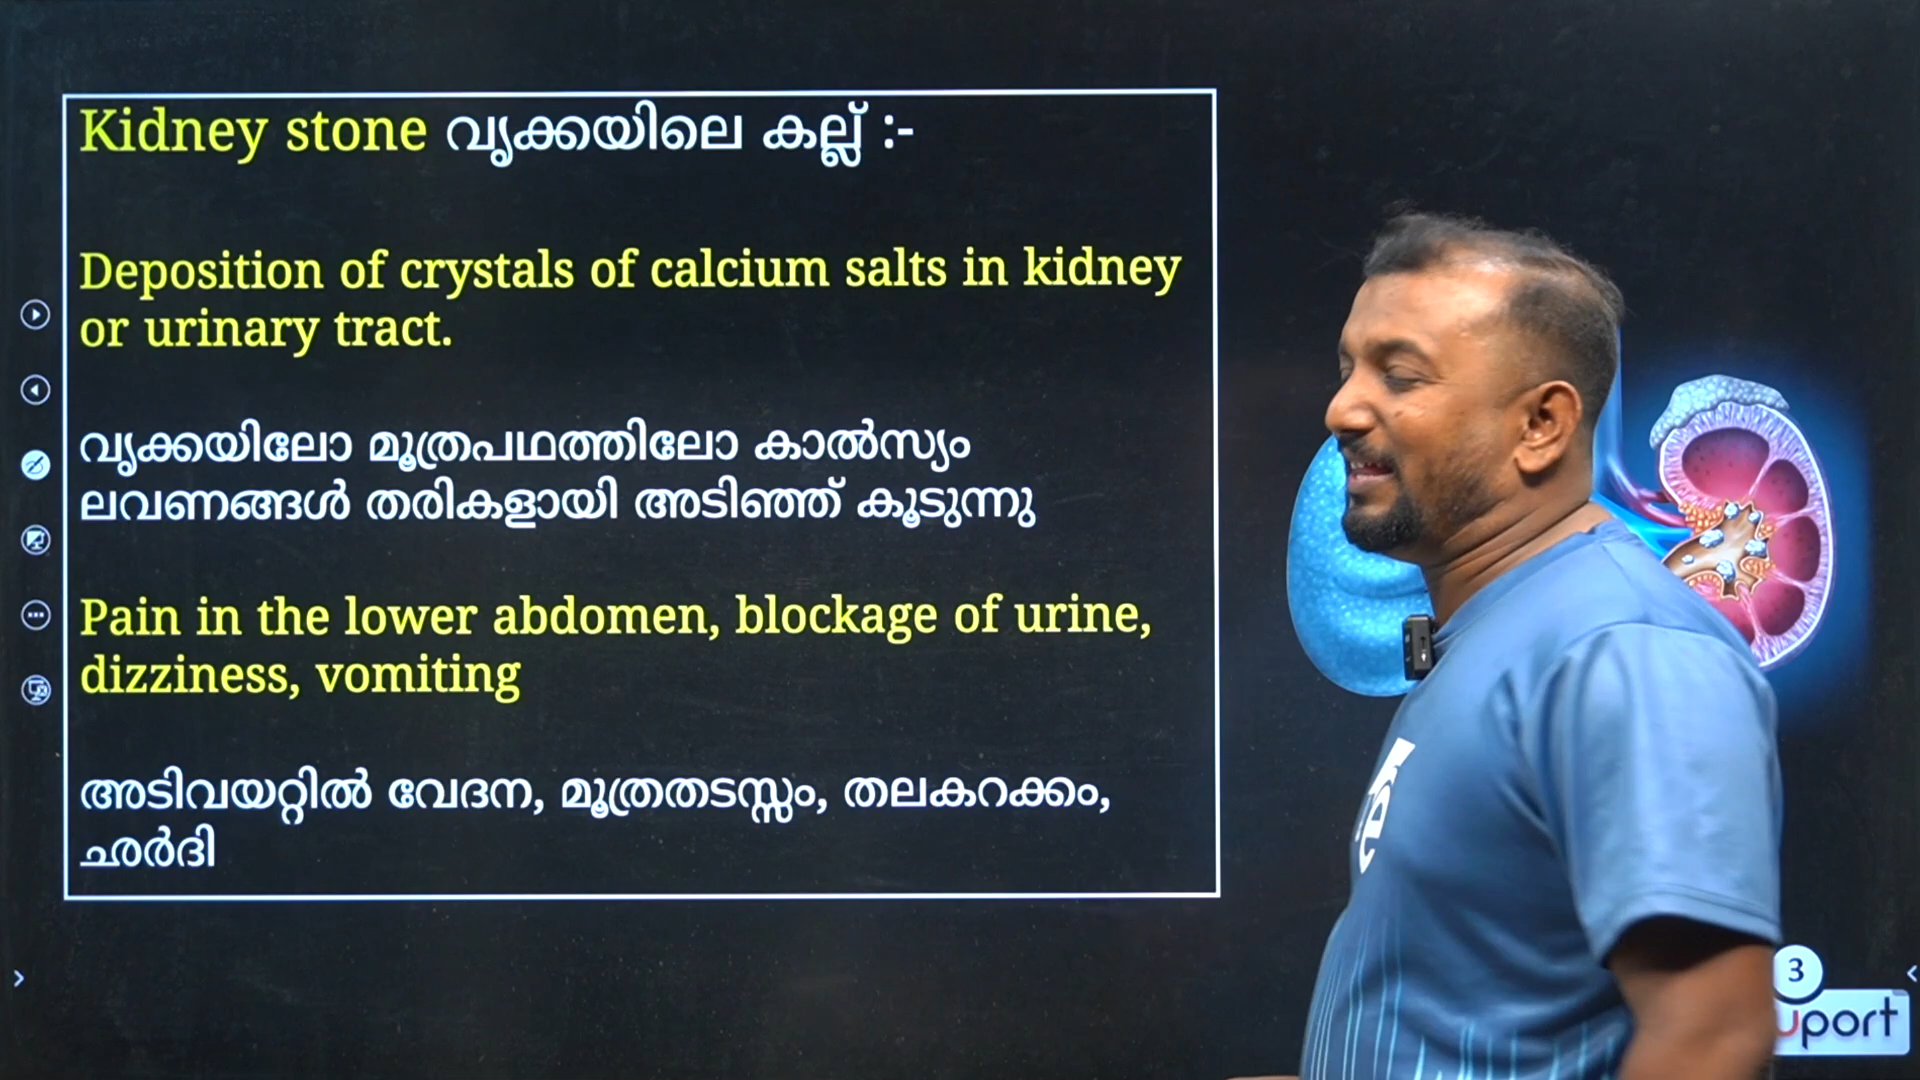 Kidney stone വൃക്കയിലെ കല്ല് :-
Deposition of crystals of calcium salts in kidney
or urinary tract.
വൃക്കയിലോ മൂത്രപഥത്തിലോ കാൽസ്യം
ലവണങ്ങൾ തരികളായി അടിഞ്ഞ് കൂടുന്നു
Pain in the lower abdomen, blockage of urine,
dizziness, vomiting
അടിവയറ്റിൽ വേദന, മൂത്രതടസ്സം, തലകറക്കം,
ഛർദി
3
uport